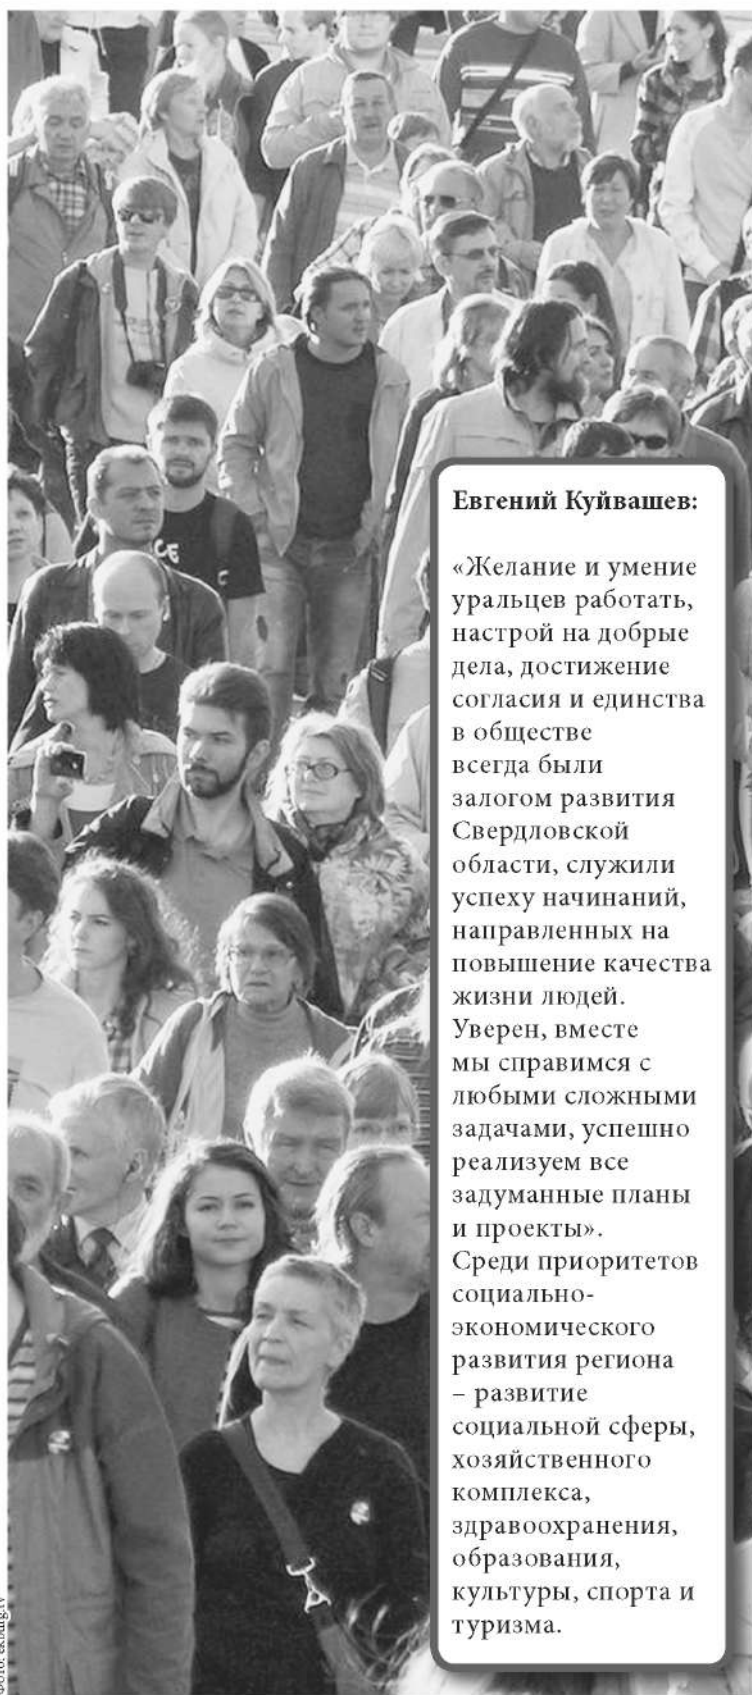 Евгений Куйвашев:
«Желание и умение
уральцев работать,
настрой на добрые
дела, достижение
согласия и единства
в обществе
всегда были
залогом развития
Свердловской
области, служили
успеху начинаний,
направленных на
повышение качества
жизни людей.
Уверен, вместе
мы справимся с
любыми сложными
задачами, успешно
реализуем все
задуманные планы
и проекты».
Среди приоритетов
социально-
экономического
развития региона
– развитие
социальной сферы,
хозяйственного
комплекса,
здравоохранения,
образования,
культуры, спорта и
туризма.